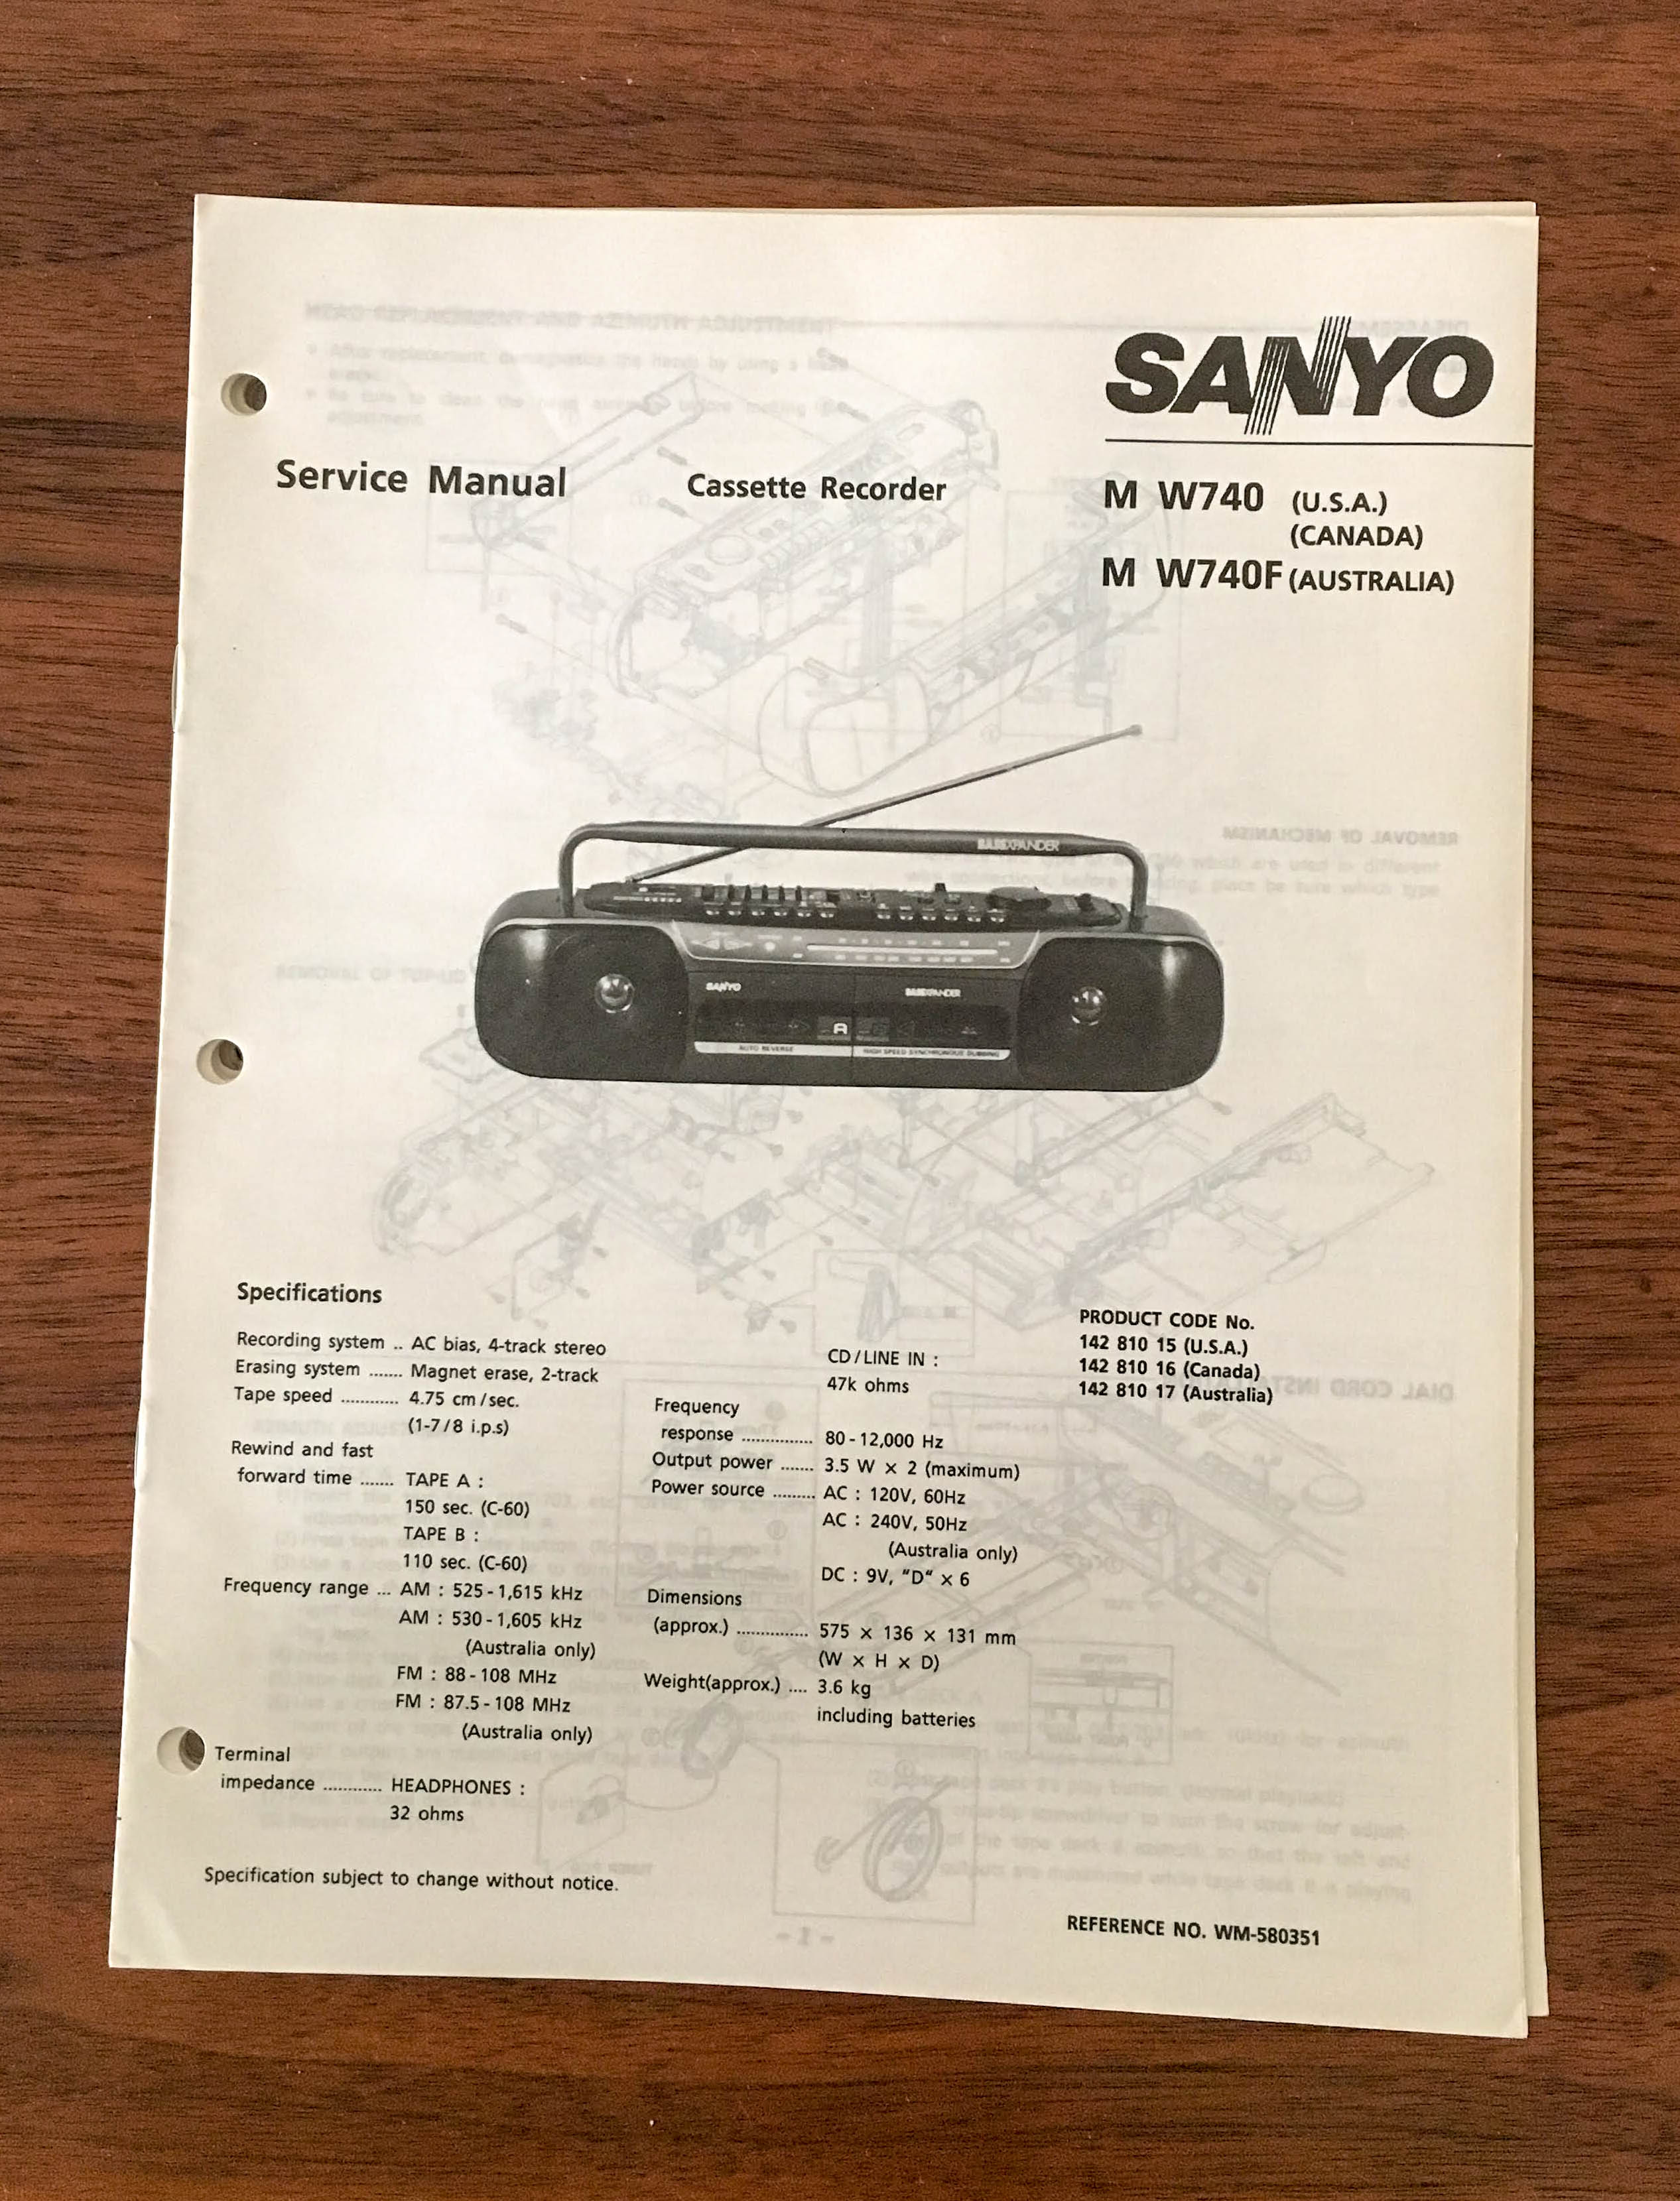 SANYO
Service Manual
Cassette Recorder
M W740 (U.S.A.)
(CANADA)
M W740F (AUSTRALIA)
BASSXPANDER
SANYO
BASSXPANDER
A
AUTO REVERSE
HIGH SPEED SYNCHRONOUS DUBBING
Specifications
Recording system .. AC bias, 4-track stereo
Erasing system ....... Magnet erase, 2-track
Tape speed ............ 4.75 cm/sec.
(1-7/8 i.p.s)
Rewind and fast
forward time ....... TAPE A :
150 sec. (C-60)
TAPE B :
110 sec. (C-60)
Frequency range ... AM : 525-1,615 kHz
AM : 530-1,605 kHz
(Australia only)
FM : 88-108 MHz
FM : 87.5-108 MHz
(Australia only)
Terminal
impedance ............ HEADPHONES :
32 ohms
CD/LINE IN :
47k ohms
Frequency
response ............... 80-12,000 Hz
Output power ....... 3.5 W × 2 (maximum)
Power source ......... AC : 120V, 60Hz
AC : 240V, 50Hz
(Australia only)
DC : 9V, "D" × 6
Dimensions
(approx.) ............... 575 × 136 × 131 mm
(W × H × D)
Weight(approx.) .... 3.6 kg
including batteries
PRODUCT CODE No.
142 810 15 (U.S.A.)
142 810 16 (Canada)
142 810 17 (Australia)
Specification subject to change without notice.
REFERENCE NO. WM-580351